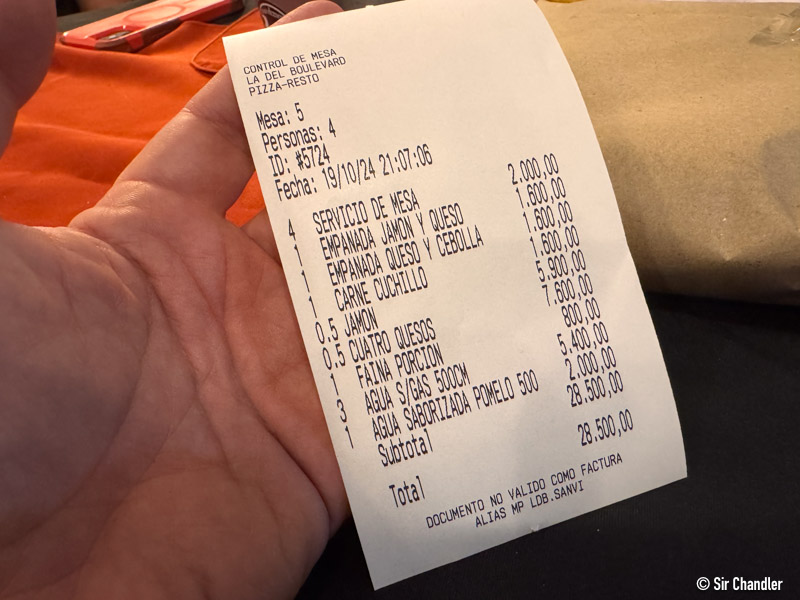 CONTROL DE MESA
LA DEL BOULEVARD
PIZZA-RESTO
Mesa: 5
Personas: 4
ID: #5724
Fecha: 19/10/24 21:07:06
4 SERVICIO DE MESA 2.000,00
1 EMPANADA JAMON Y QUESO 1.600,00
1 EMPANADA QUESO Y CEBOLLA 1.600,00
1 CARNE CUCHILLO 1.600,00
0.5 JAMON 5.900,00
0.5 CUATRO QUESOS 7.600,00
1 FAINA PORCION 800,00
3 AGUA S/GAS 500CM 5.400,00
1 AGUA SABORIZADA POMELO 500 2.000,00
Subtotal 28.500,00
Total 28.500,00
DOCUMENTO NO VALIDO COMO FACTURA
ALIAS MP LDB.SANVI
© Sir Chandler